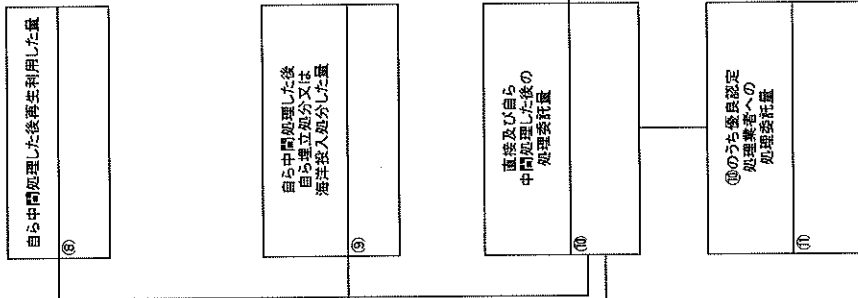 自ら中間処理した後再生利用した量
⑧
自ら中間処理した後
自ら埋立処分又は
海洋投入処分した量
⑨
直接及び自ら
中間処理した後の
処理委託量
⑩
⑩のうち優良認定
処理業者への
処理委託量
⑪